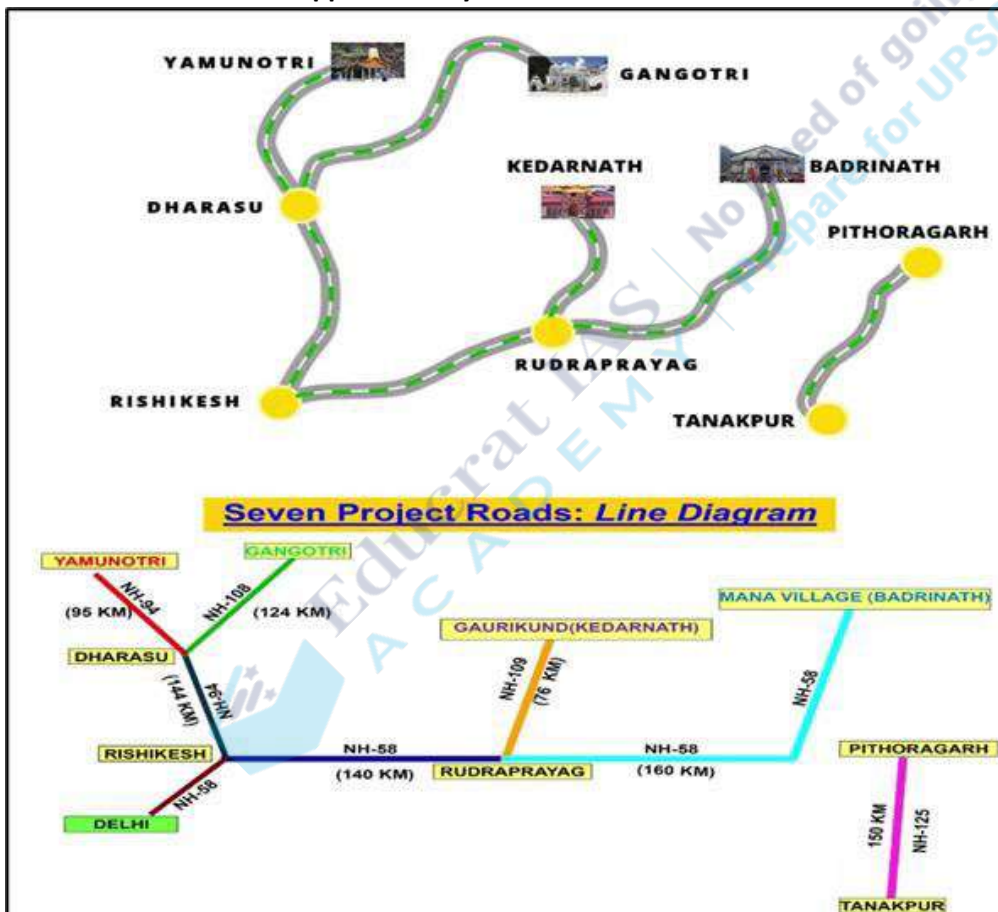 YAMUNOTRI
GANGOTRI
KEDARNATH
BADRINATH
DHARASU
PITHORAGARH
RUDRAPRAYAG
RISHIKESH
TANAKPUR
Seven Project Roads: Line Diagram
YAMUNOTRI
GANGOTRI
NH-94
(95 KM)
NH-108
(124 KM)
MANA VILLAGE (BADRINATH)
GAURIKUND(KEDARNATH)
DHARASU
NH-94
(144 KM)
NH-109
(76 KM)
NH-58
RISHIKESH
NH-58
(140 KM)
RUDRAPRAYAG
NH-58
(160 KM)
PITHORAGARH
NH-58
DELHI
150 KM
NH-125
TANAKPUR
Educrat IAS
ACADEMY
No
ed of goin
Prepare for UPS